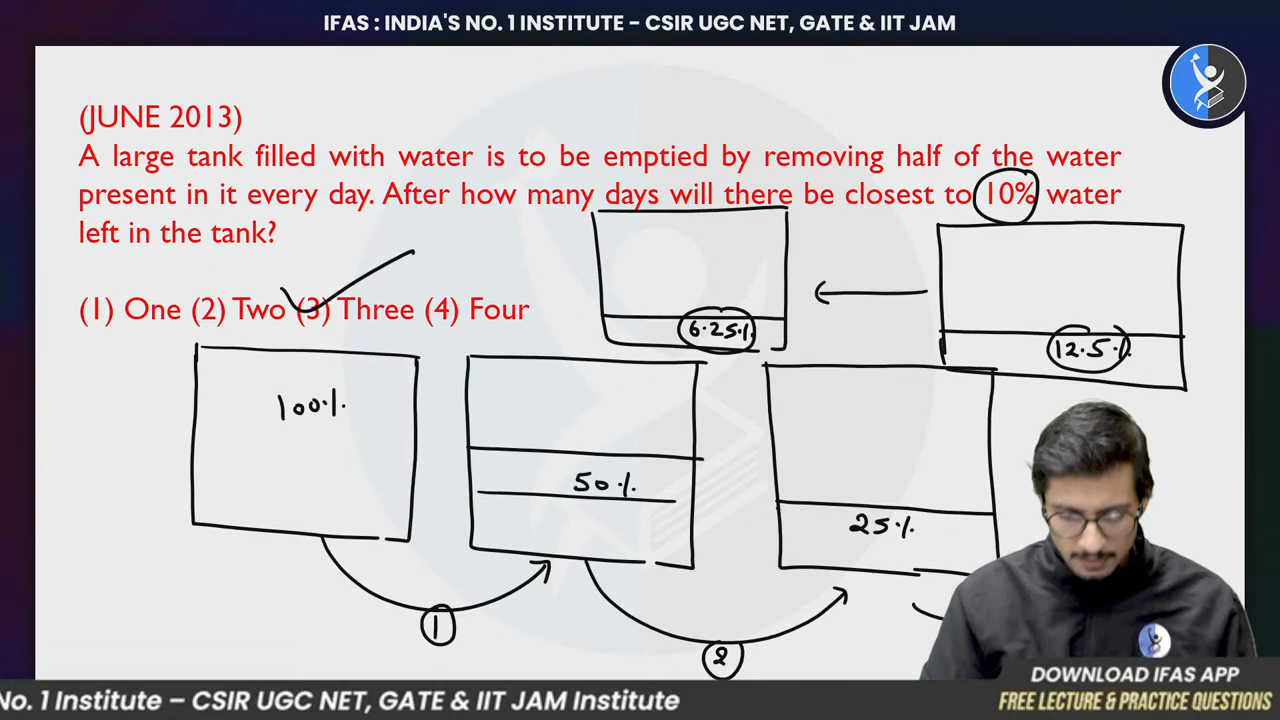 IFAS : INDIA'S NO. 1 INSTITUTE – CSIR UGC NET, GATE & IIT JAM
(JUNE 2013)
A large tank filled with water is to be emptied by removing half of the water
present in it every day. After how many days will there be closest to 10% water
left in the tank?
(1) One (2) Two (3) Three (4) Four
6.25%
12.5%
100%
50%
25%
1
2
DOWNLOAD IFAS APP
FREE LECTURE & PRACTICE QUESTIONS
No. 1 Institute – CSIR UGC NET, GATE & IIT JAM Institute